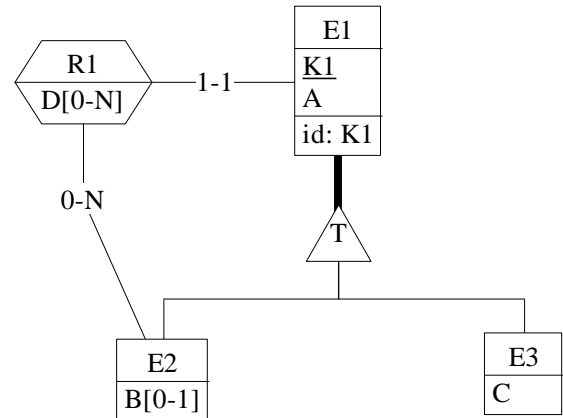 E1
K1
A
id: K1
R1
D[0-N]
1-1
0-N
T
E2
B[0-1]
E3
C